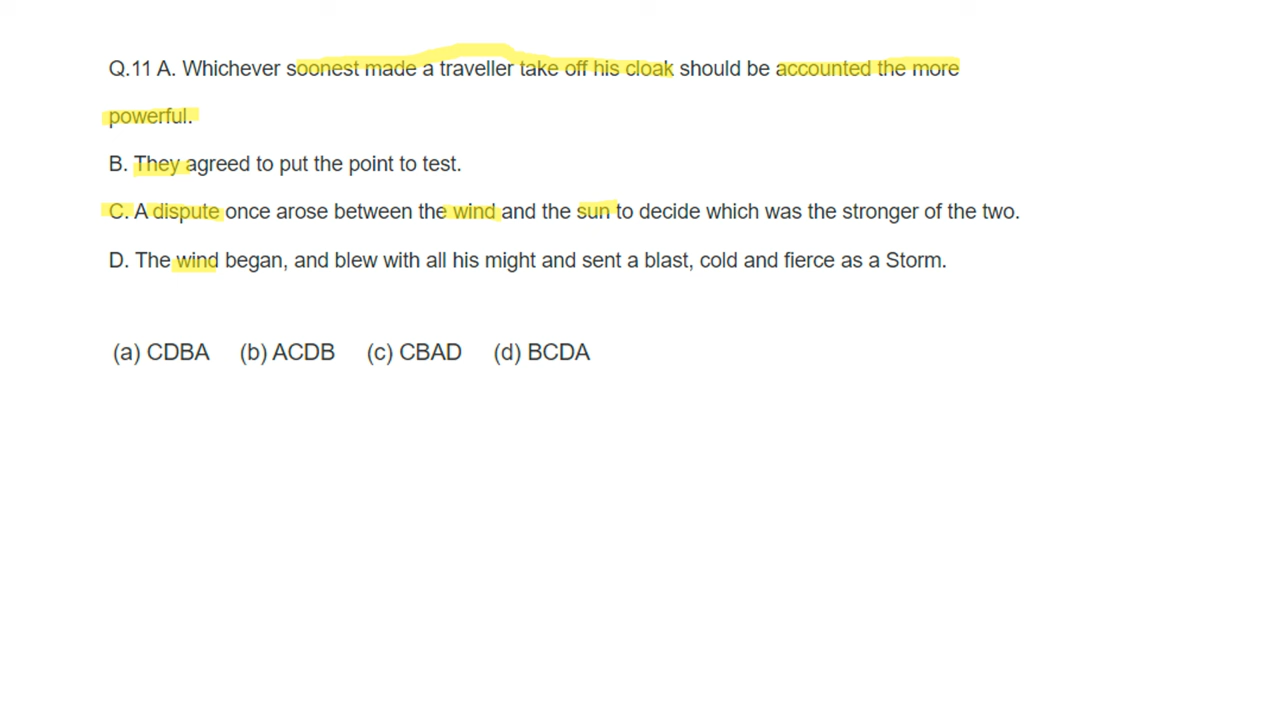 Q.11 A. Whichever soonest made a traveller take off his cloak should be accounted the more
powerful.
B. They agreed to put the point to test.
C. A dispute once arose between the wind and the sun to decide which was the stronger of the two.
D. The wind began, and blew with all his might and sent a blast, cold and fierce as a Storm.
(a) CDBA (b) ACDB (c) CBAD (d) BCDA